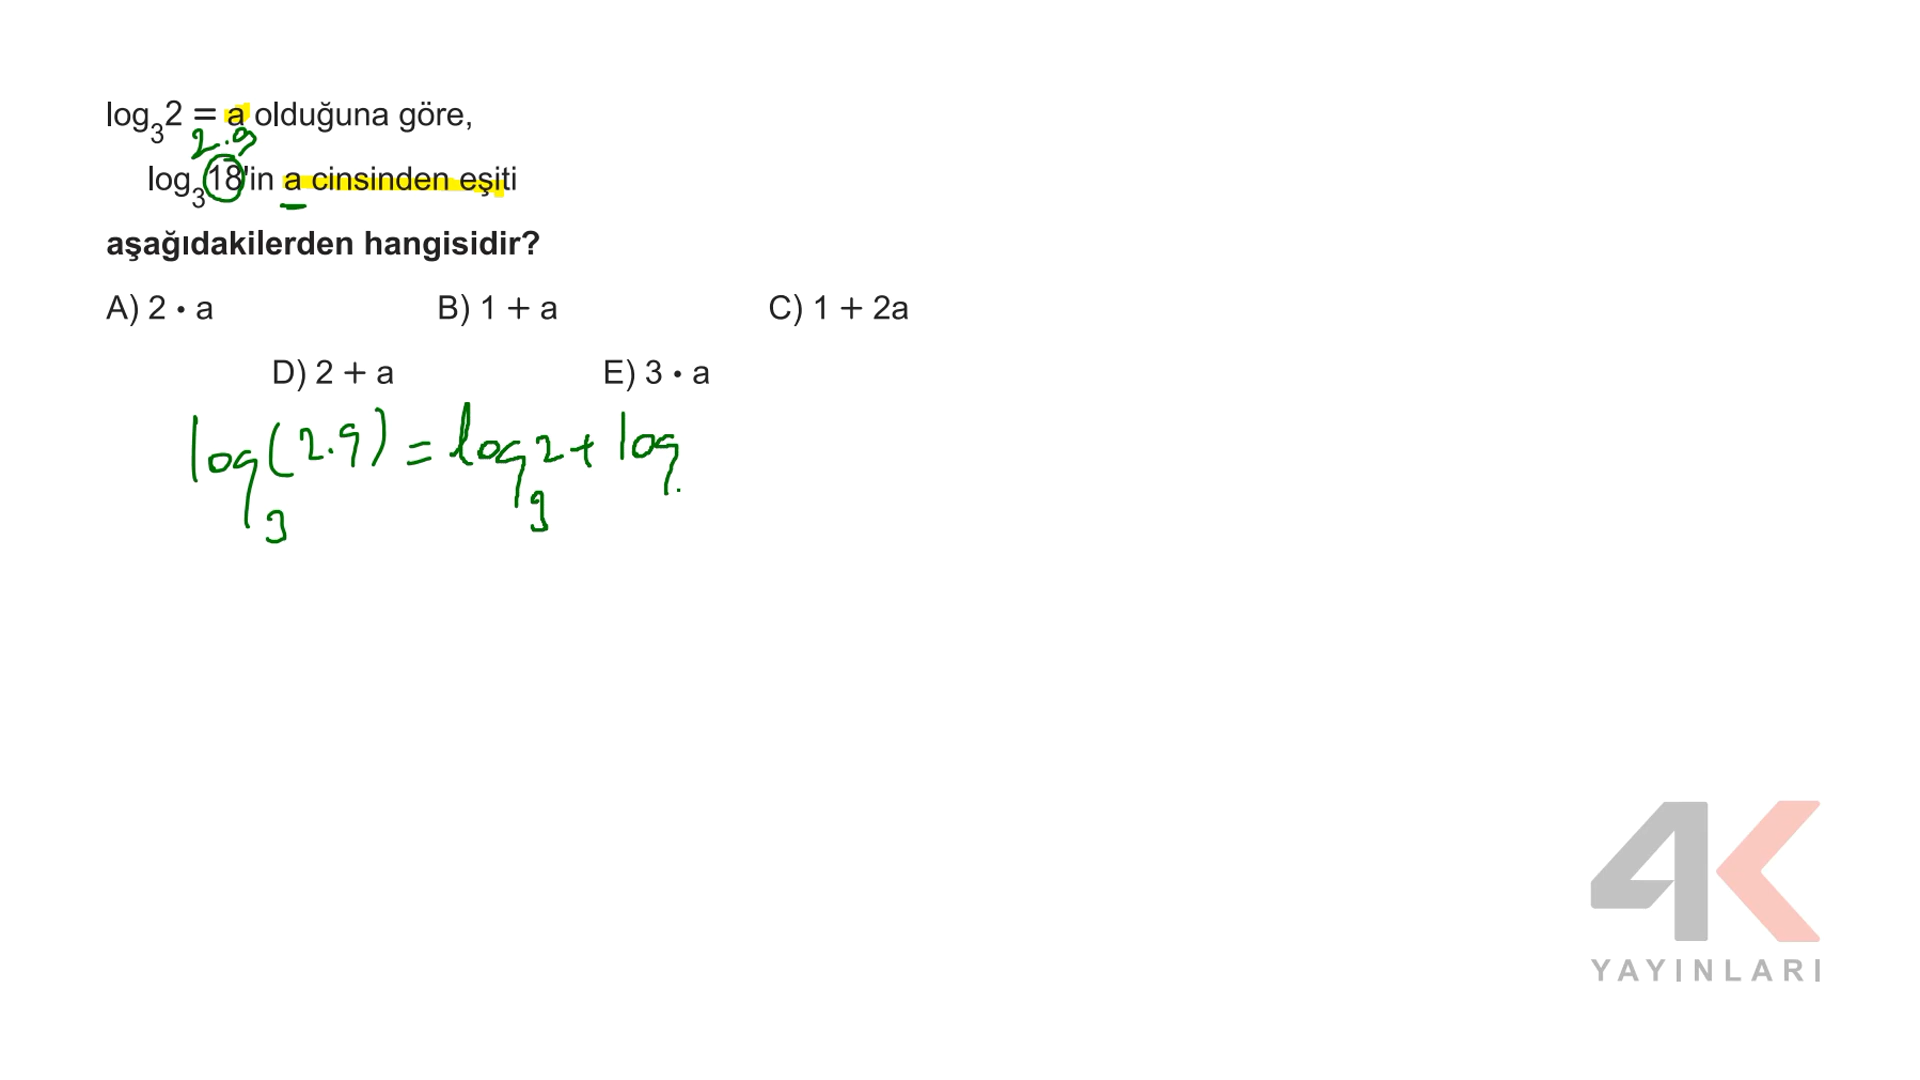 log₃2 = a olduğuna göre,
2.9
log₃18'in a cinsinden eşiti
aşağıdakilerden hangisidir?
A) 2 • a B) 1 + a C) 1 + 2a
D) 2 + a E) 3 • a
log₃(2.9) = log₃2 + log
4K
YAYINLARI